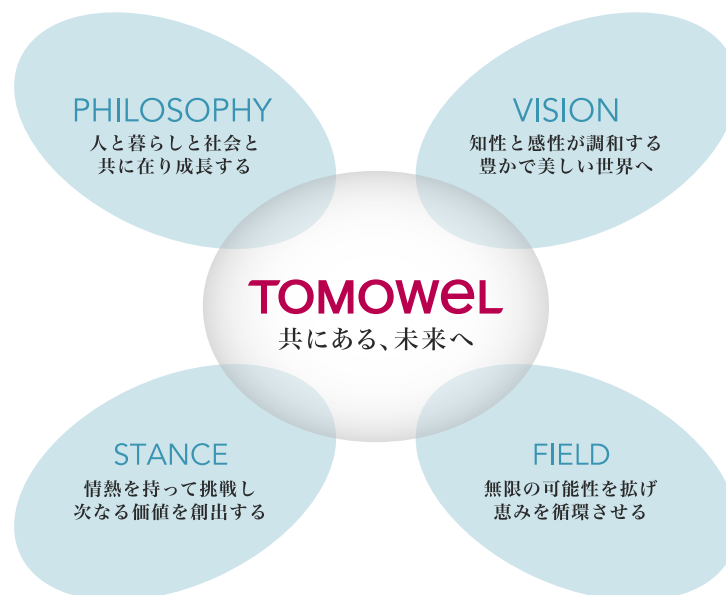 PHILOSOPHY
人と暮らしと社会と
共に在り成長する
VISION
知性と感性が調和する
豊かで美しい世界へ
TOMOWEL
共にある、未来へ
STANCE
情熱を持って挑戦し
次なる価値を創出する
FIELD
無限の可能性を拡げ
恵みを循環させる